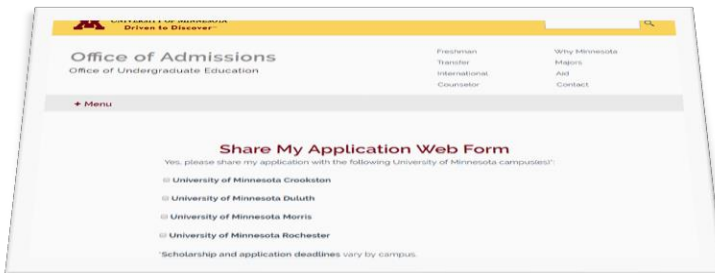 UNIVERSITY OF MINNESOTA
Driven to Discover℠
Office of Admissions
Office of Undergraduate Education
Freshman
Transfer
International
Counselor
Why Minnesota
Majors
Aid
Contact
+ Menu
Share My Application Web Form
Yes, please share my application with the following University of Minnesota campus(es)*:
University of Minnesota Crookston
University of Minnesota Duluth
University of Minnesota Morris
University of Minnesota Rochester
*Scholarship and application deadlines vary by campus.